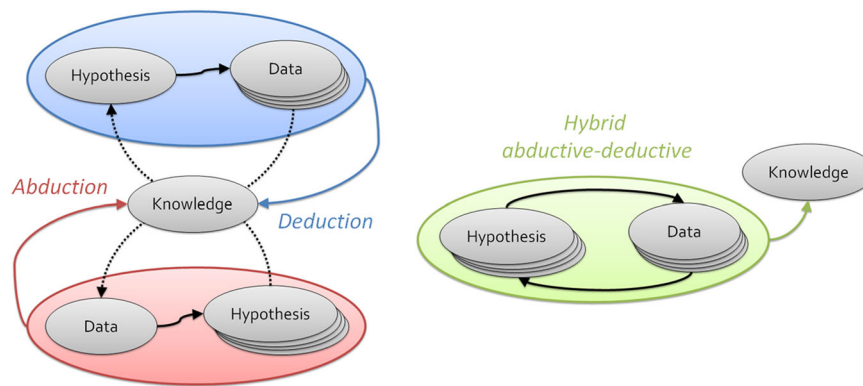 Hypothesis
Data
Abduction
Knowledge
Deduction
Data
Hypothesis
Hybrid
abductive-deductive
Knowledge
Hypothesis
Data